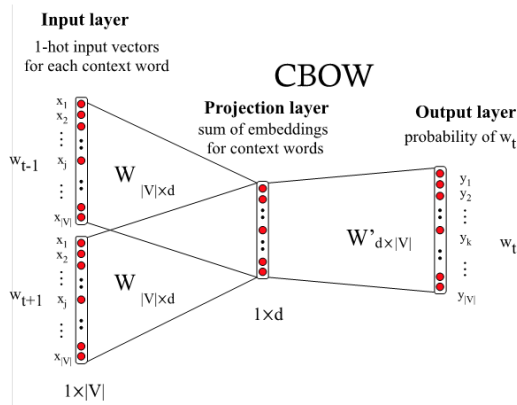 Input layer
1-hot input vectors
for each context word
CBOW
Projection layer
sum of embeddings
for context words
Output layer
probability of wₜ
wₜ₋₁
x₁
x₂
⋮
xⱼ
⋮
x|V|
W |V|×d
wₜ₊₁
x₁
x₂
⋮
xⱼ
⋮
x|V|
W |V|×d
1×|V|
1×d
W' d×|V|
y₁
y₂
⋮
yₖ
⋮
y|V|
wₜ